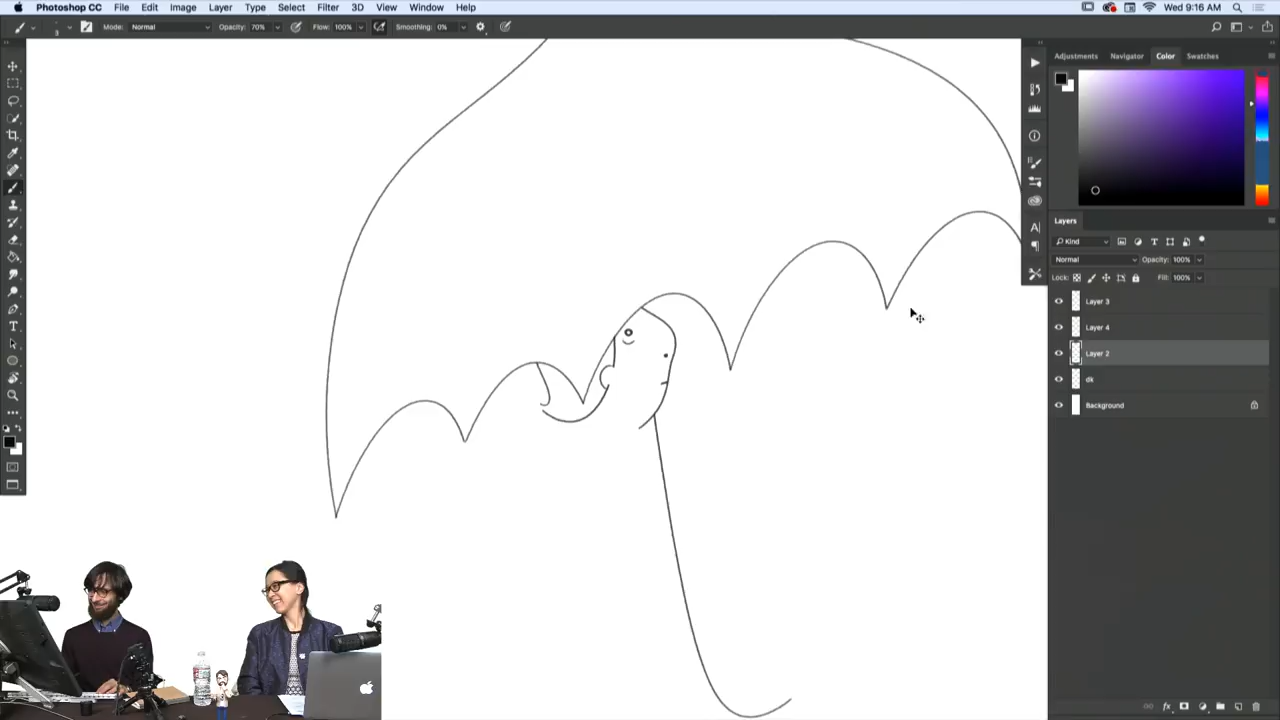 Photoshop CC File Edit Image Layer Type Select Filter 3D View Window Help Wed 9:16 AM
3 Mode: Normal Opacity: 70% Flow: 100% Smoothing: 0%
Adjustments Navigator Color Swatches
Layers
Kind
Normal Opacity: 100%
Lock: Fill: 100%
Layer 3
Layer 4
Layer 2
dk
Background